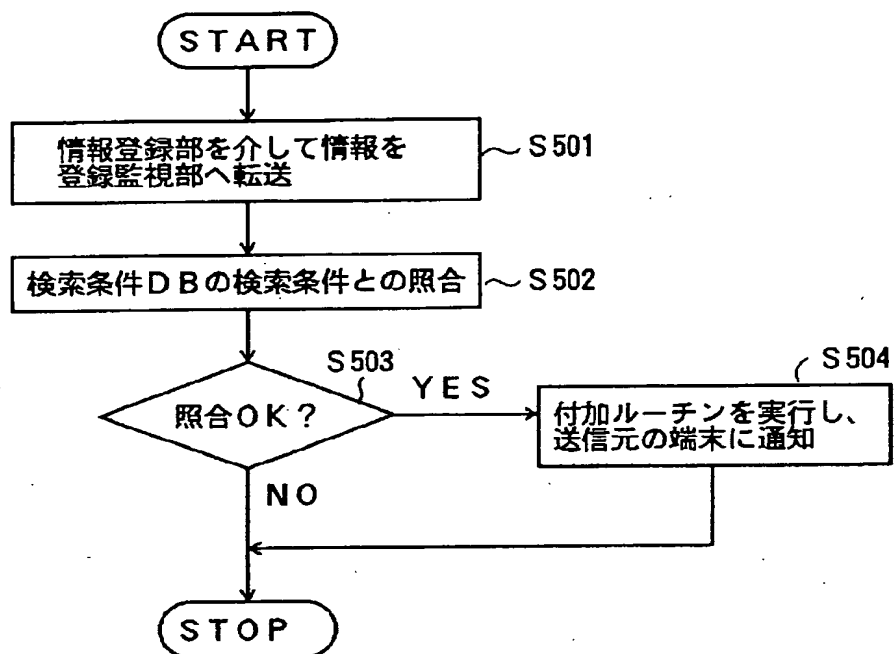 START
情報登録部を介して情報を
登録監視部へ転送
S501
検索条件DBの検索条件との照合
S502
S503
照合OK?
YES
S504
付加ルーチンを実行し、
送信元の端末に通知
NO
STOP